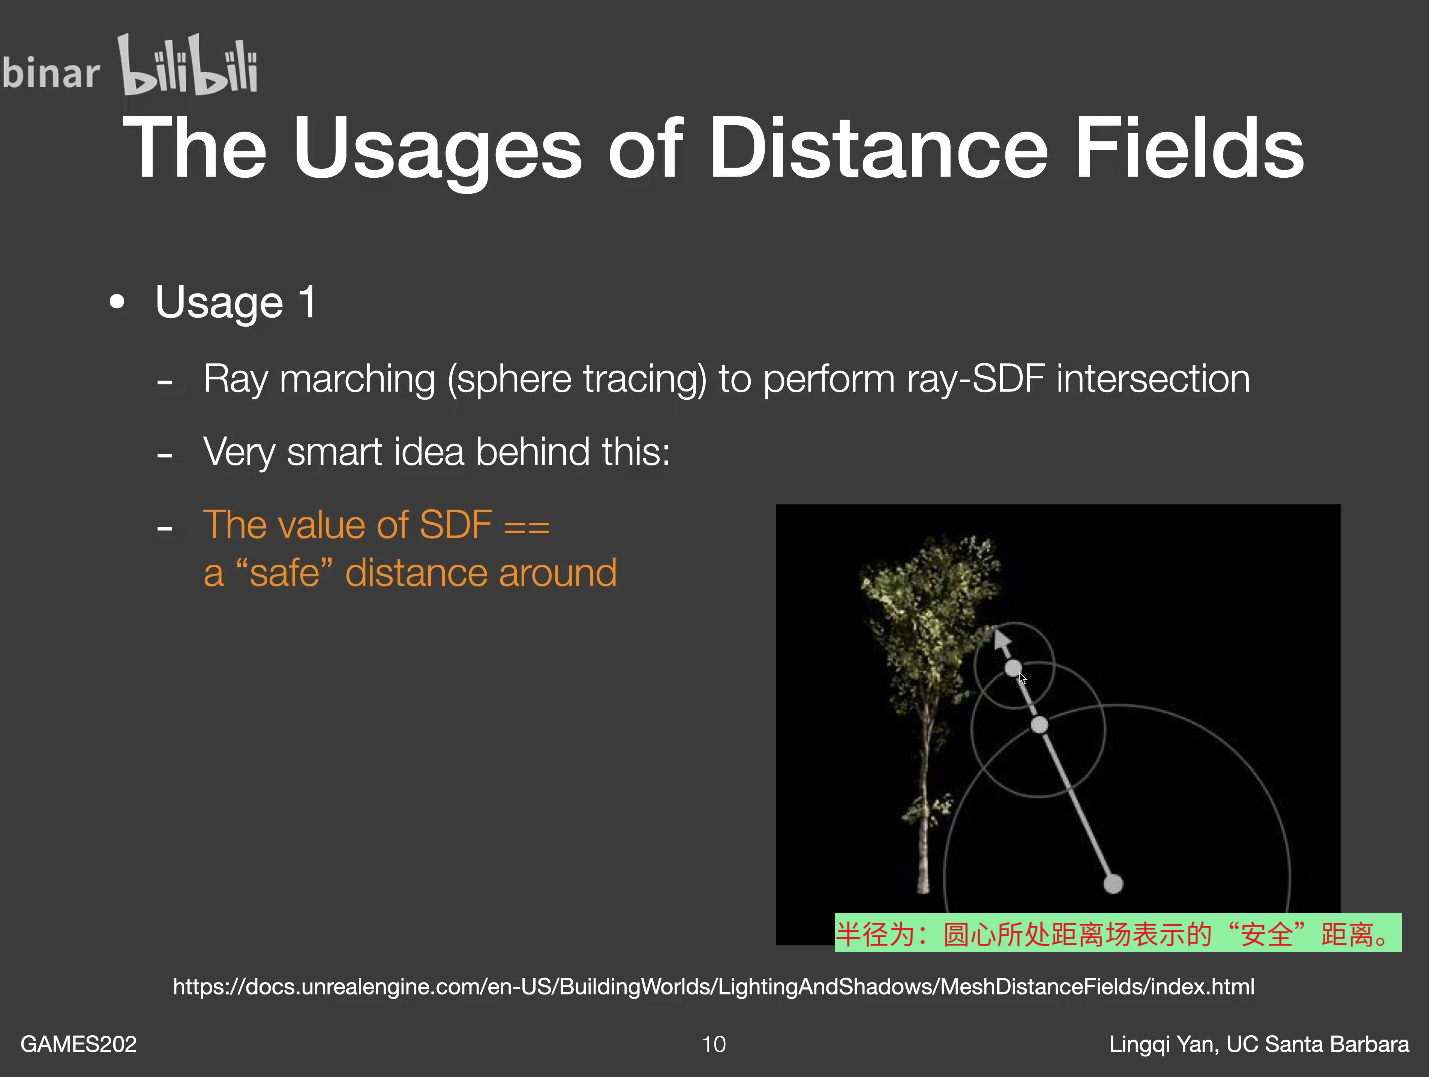 binar bilibili
The Usages of Distance Fields
• Usage 1
- Ray marching (sphere tracing) to perform ray-SDF intersection
- Very smart idea behind this:
- The value of SDF ==
a “safe” distance around
半径为：圆心所处距离场表示的“安全”距离。
https://docs.unrealengine.com/en-US/BuildingWorlds/LightingAndShadows/MeshDistanceFields/index.html
GAMES202 10 Lingqi Yan, UC Santa Barbara